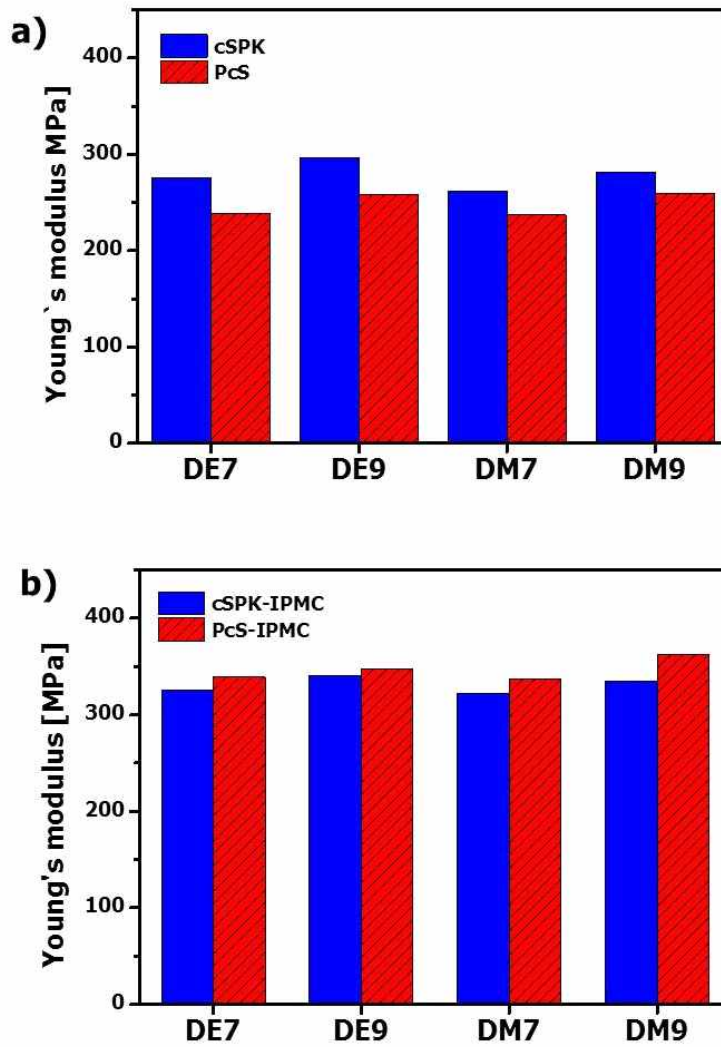 a)
Young`s modulus MPa]
400
300
200
100
0
cSPK
PcS
DE7 DE9 DM7 DM9
b)
Young's modulus [MPa]
400
300
200
100
0
cSPK-IPMC
PcS-IPMC
DE7 DE9 DM7 DM9